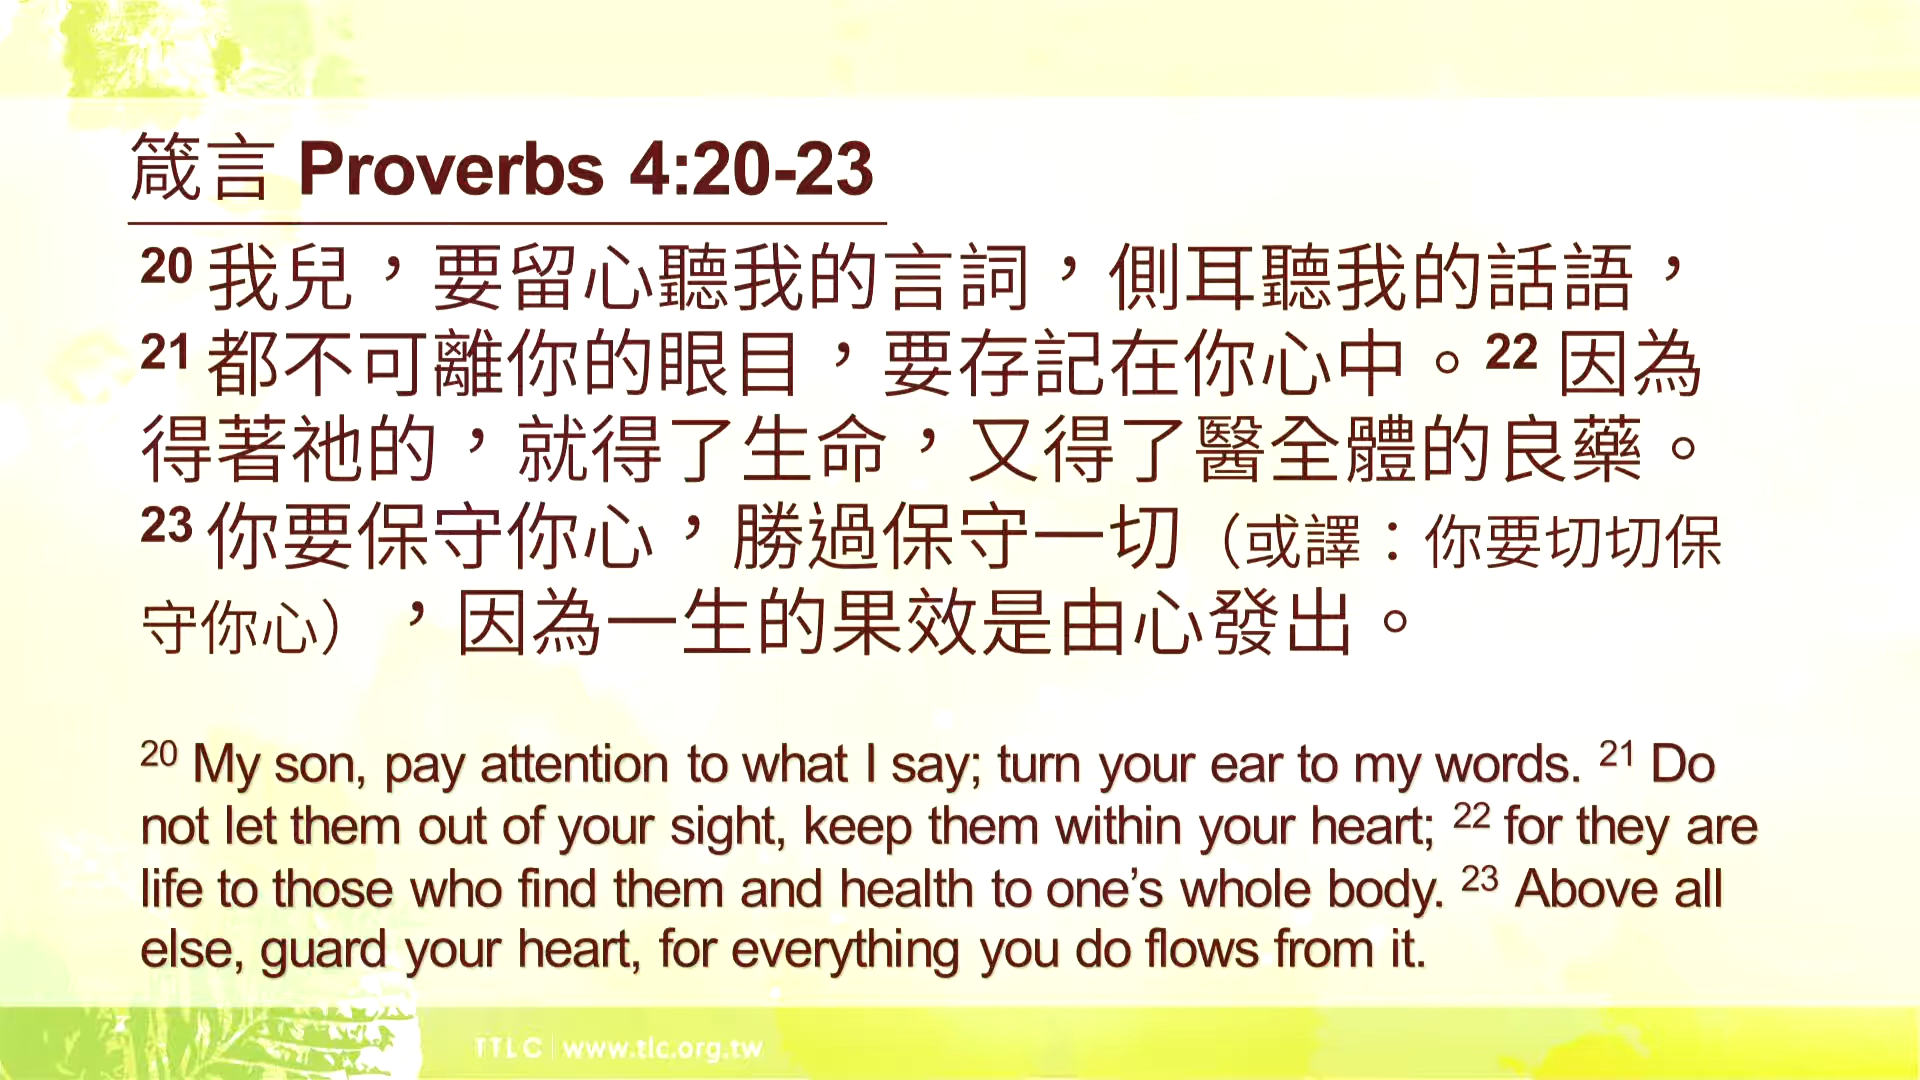 箴言 Proverbs 4:20-23
20 我兒，要留心聽我的言詞，側耳聽我的話語，
21 都不可離你的眼目，要存記在你心中。22 因為
得著祂的，就得了生命，又得了醫全體的良藥。
23 你要保守你心，勝過保守一切（或譯：你要切切保
守你心），因為一生的果效是由心發出。
20 My son, pay attention to what I say; turn your ear to my words. 21 Do
not let them out of your sight, keep them within your heart; 22 for they are
life to those who find them and health to one’s whole body. 23 Above all
else, guard your heart, for everything you do flows from it.
TTLC | www.tlc.org.tw